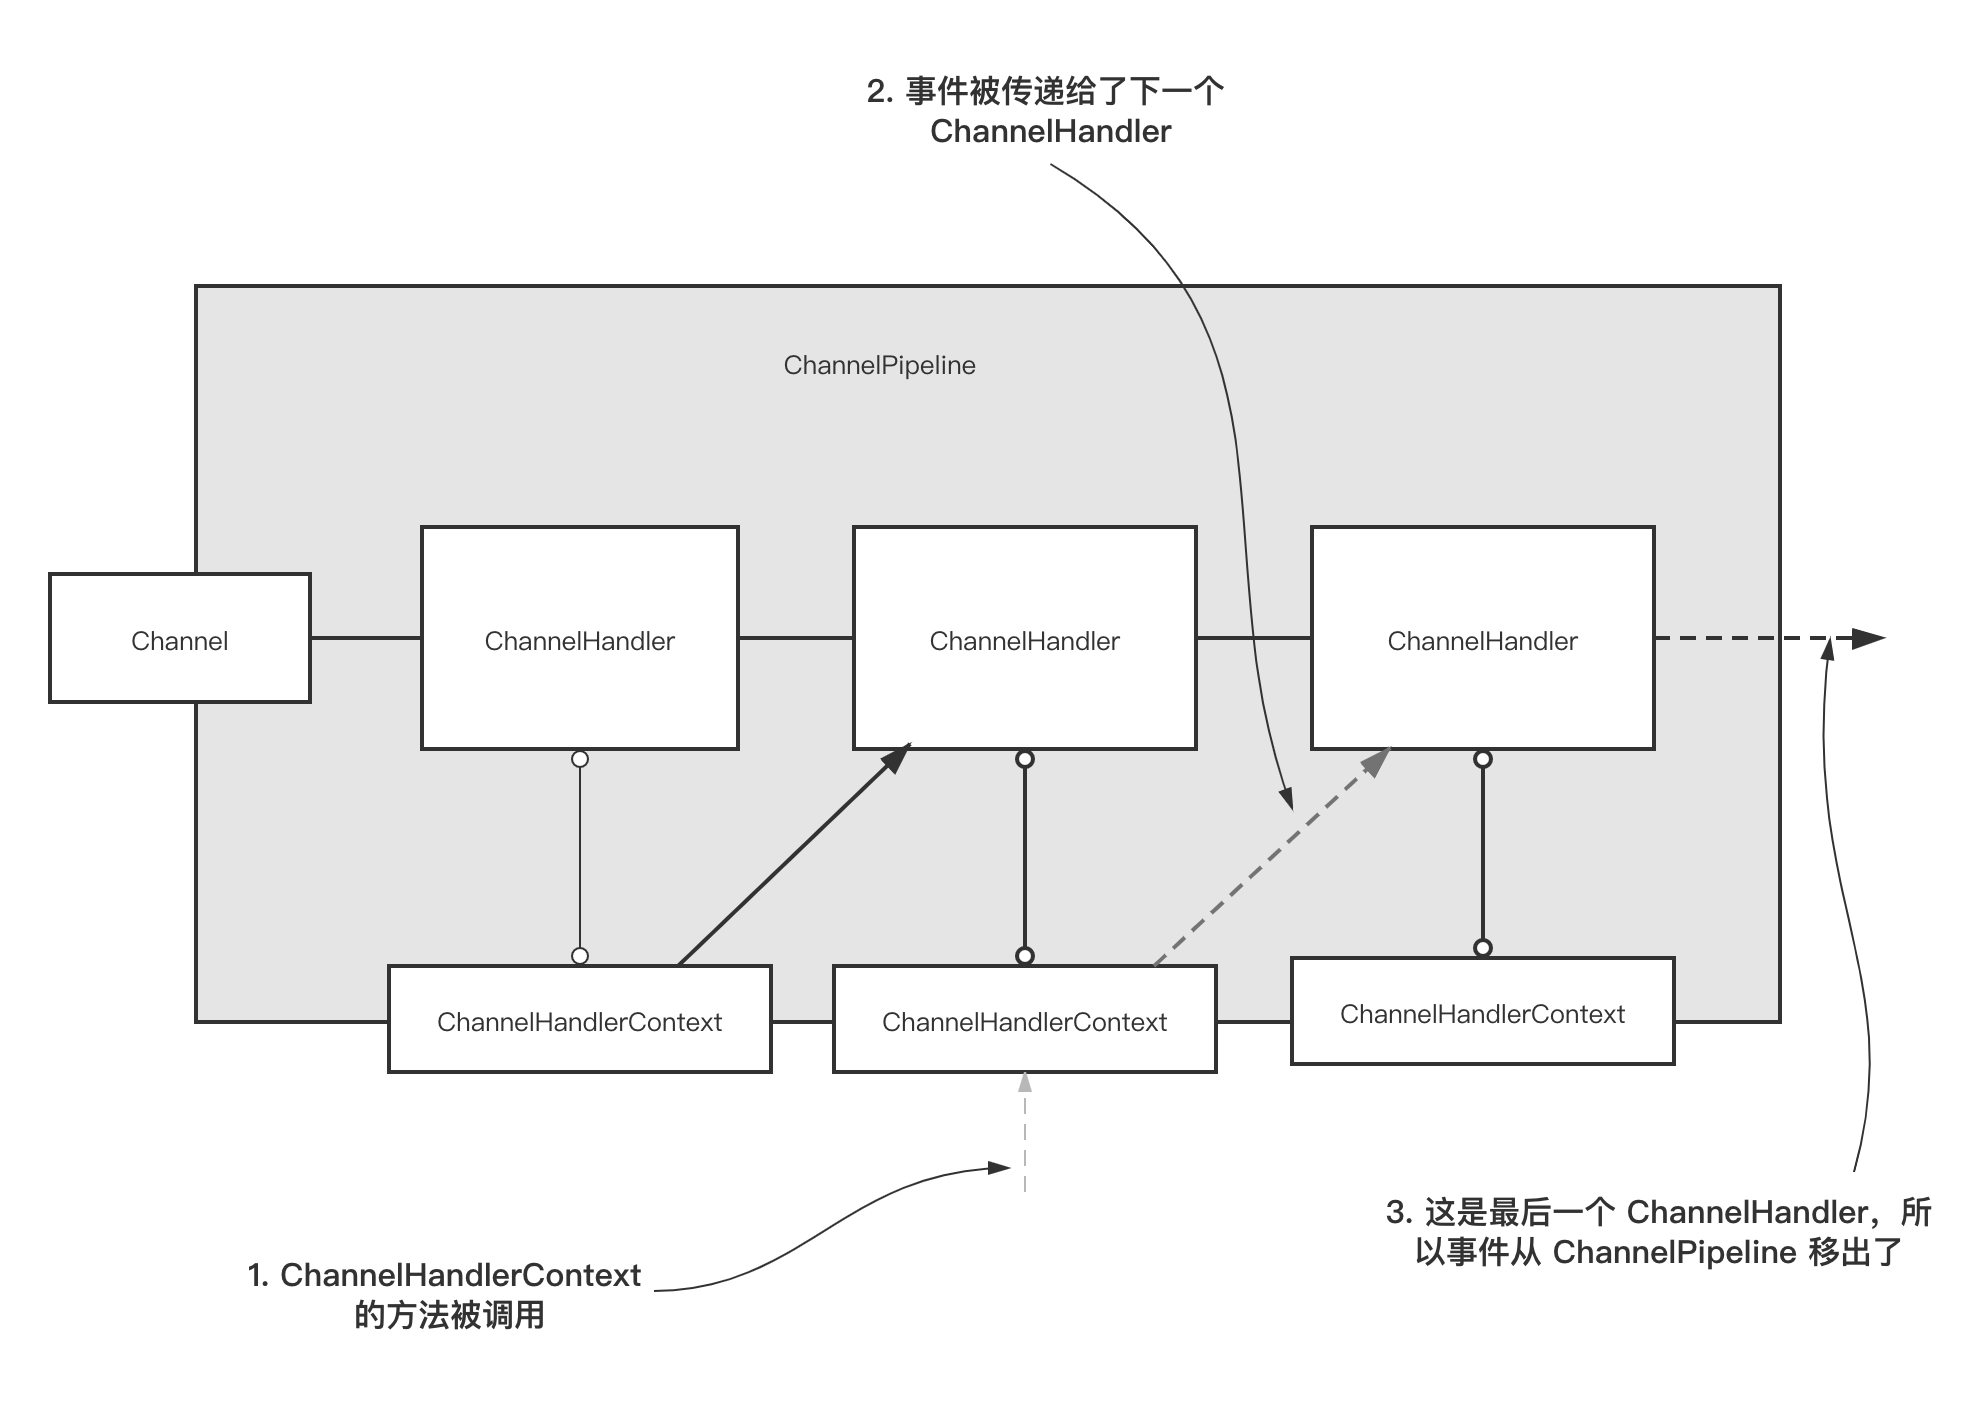 2. 事件被传递给了下一个
ChannelHandler
ChannelPipeline
Channel
ChannelHandler
ChannelHandler
ChannelHandler
ChannelHandlerContext
ChannelHandlerContext
ChannelHandlerContext
1. ChannelHandlerContext
的方法被调用
3. 这是最后一个 ChannelHandler，所
以事件从 ChannelPipeline 移出了